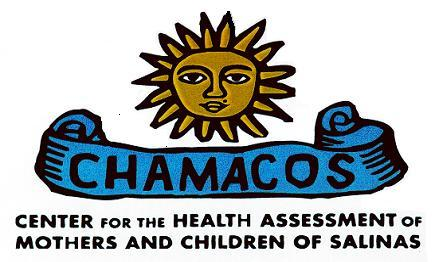 CHAMACOS
CENTER FOR THE HEALTH ASSESSMENT OF
MOTHERS AND CHILDREN OF SALINAS